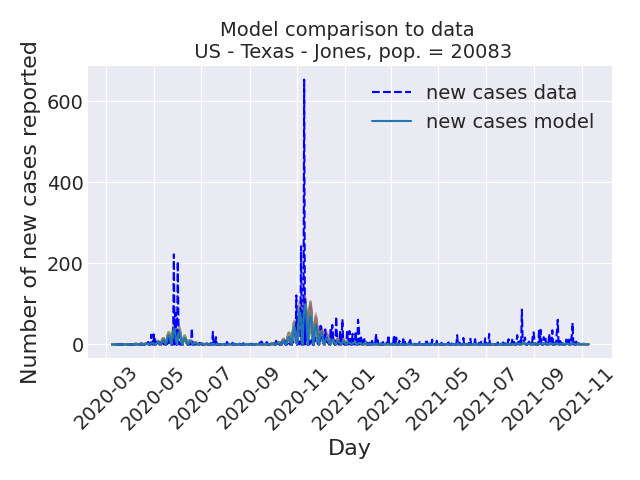 Model comparison to data
US - Texas - Jones, pop. = 20083
new cases data
new cases model
Number of new cases reported
600
400
200
0
2020-03
2020-05
2020-07
2020-09
2020-11
2021-01
2021-03
2021-05
2021-07
2021-09
2021-11
Day